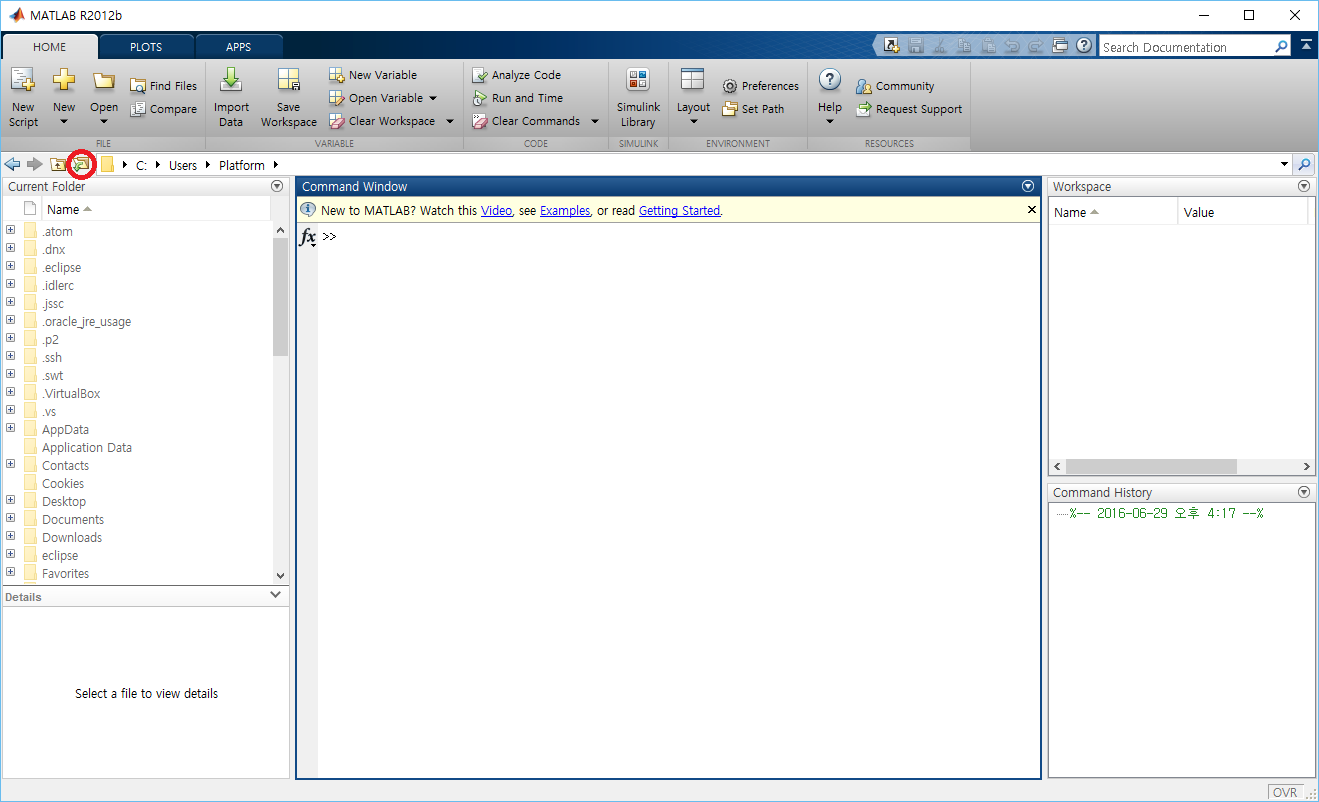 MATLAB R2012b
HOME PLOTS APPS
Search Documentation
New Script
New
Open
Find Files
Compare
FILE
Import Data
Save Workspace
New Variable
Open Variable
Clear Workspace
VARIABLE
Analyze Code
Run and Time
Clear Commands
CODE
Simulink Library
SIMULINK
Layout
Preferences
Set Path
ENVIRONMENT
Help
Community
Request Support
RESOURCES
C: Users Platform
Current Folder
Name
.atom
.dnx
.eclipse
.idlerc
.jssc
.oracle_jre_usage
.p2
.ssh
.swt
.VirtualBox
.vs
AppData
Application Data
Contacts
Cookies
Desktop
Documents
Downloads
eclipse
Favorites
Details
Select a file to view details
Command Window
New to MATLAB? Watch this Video, see Examples, or read Getting Started.
fx >>
Workspace
Name Value
Command History
%-- 2016-06-29 오후 4:17 --%
OVR